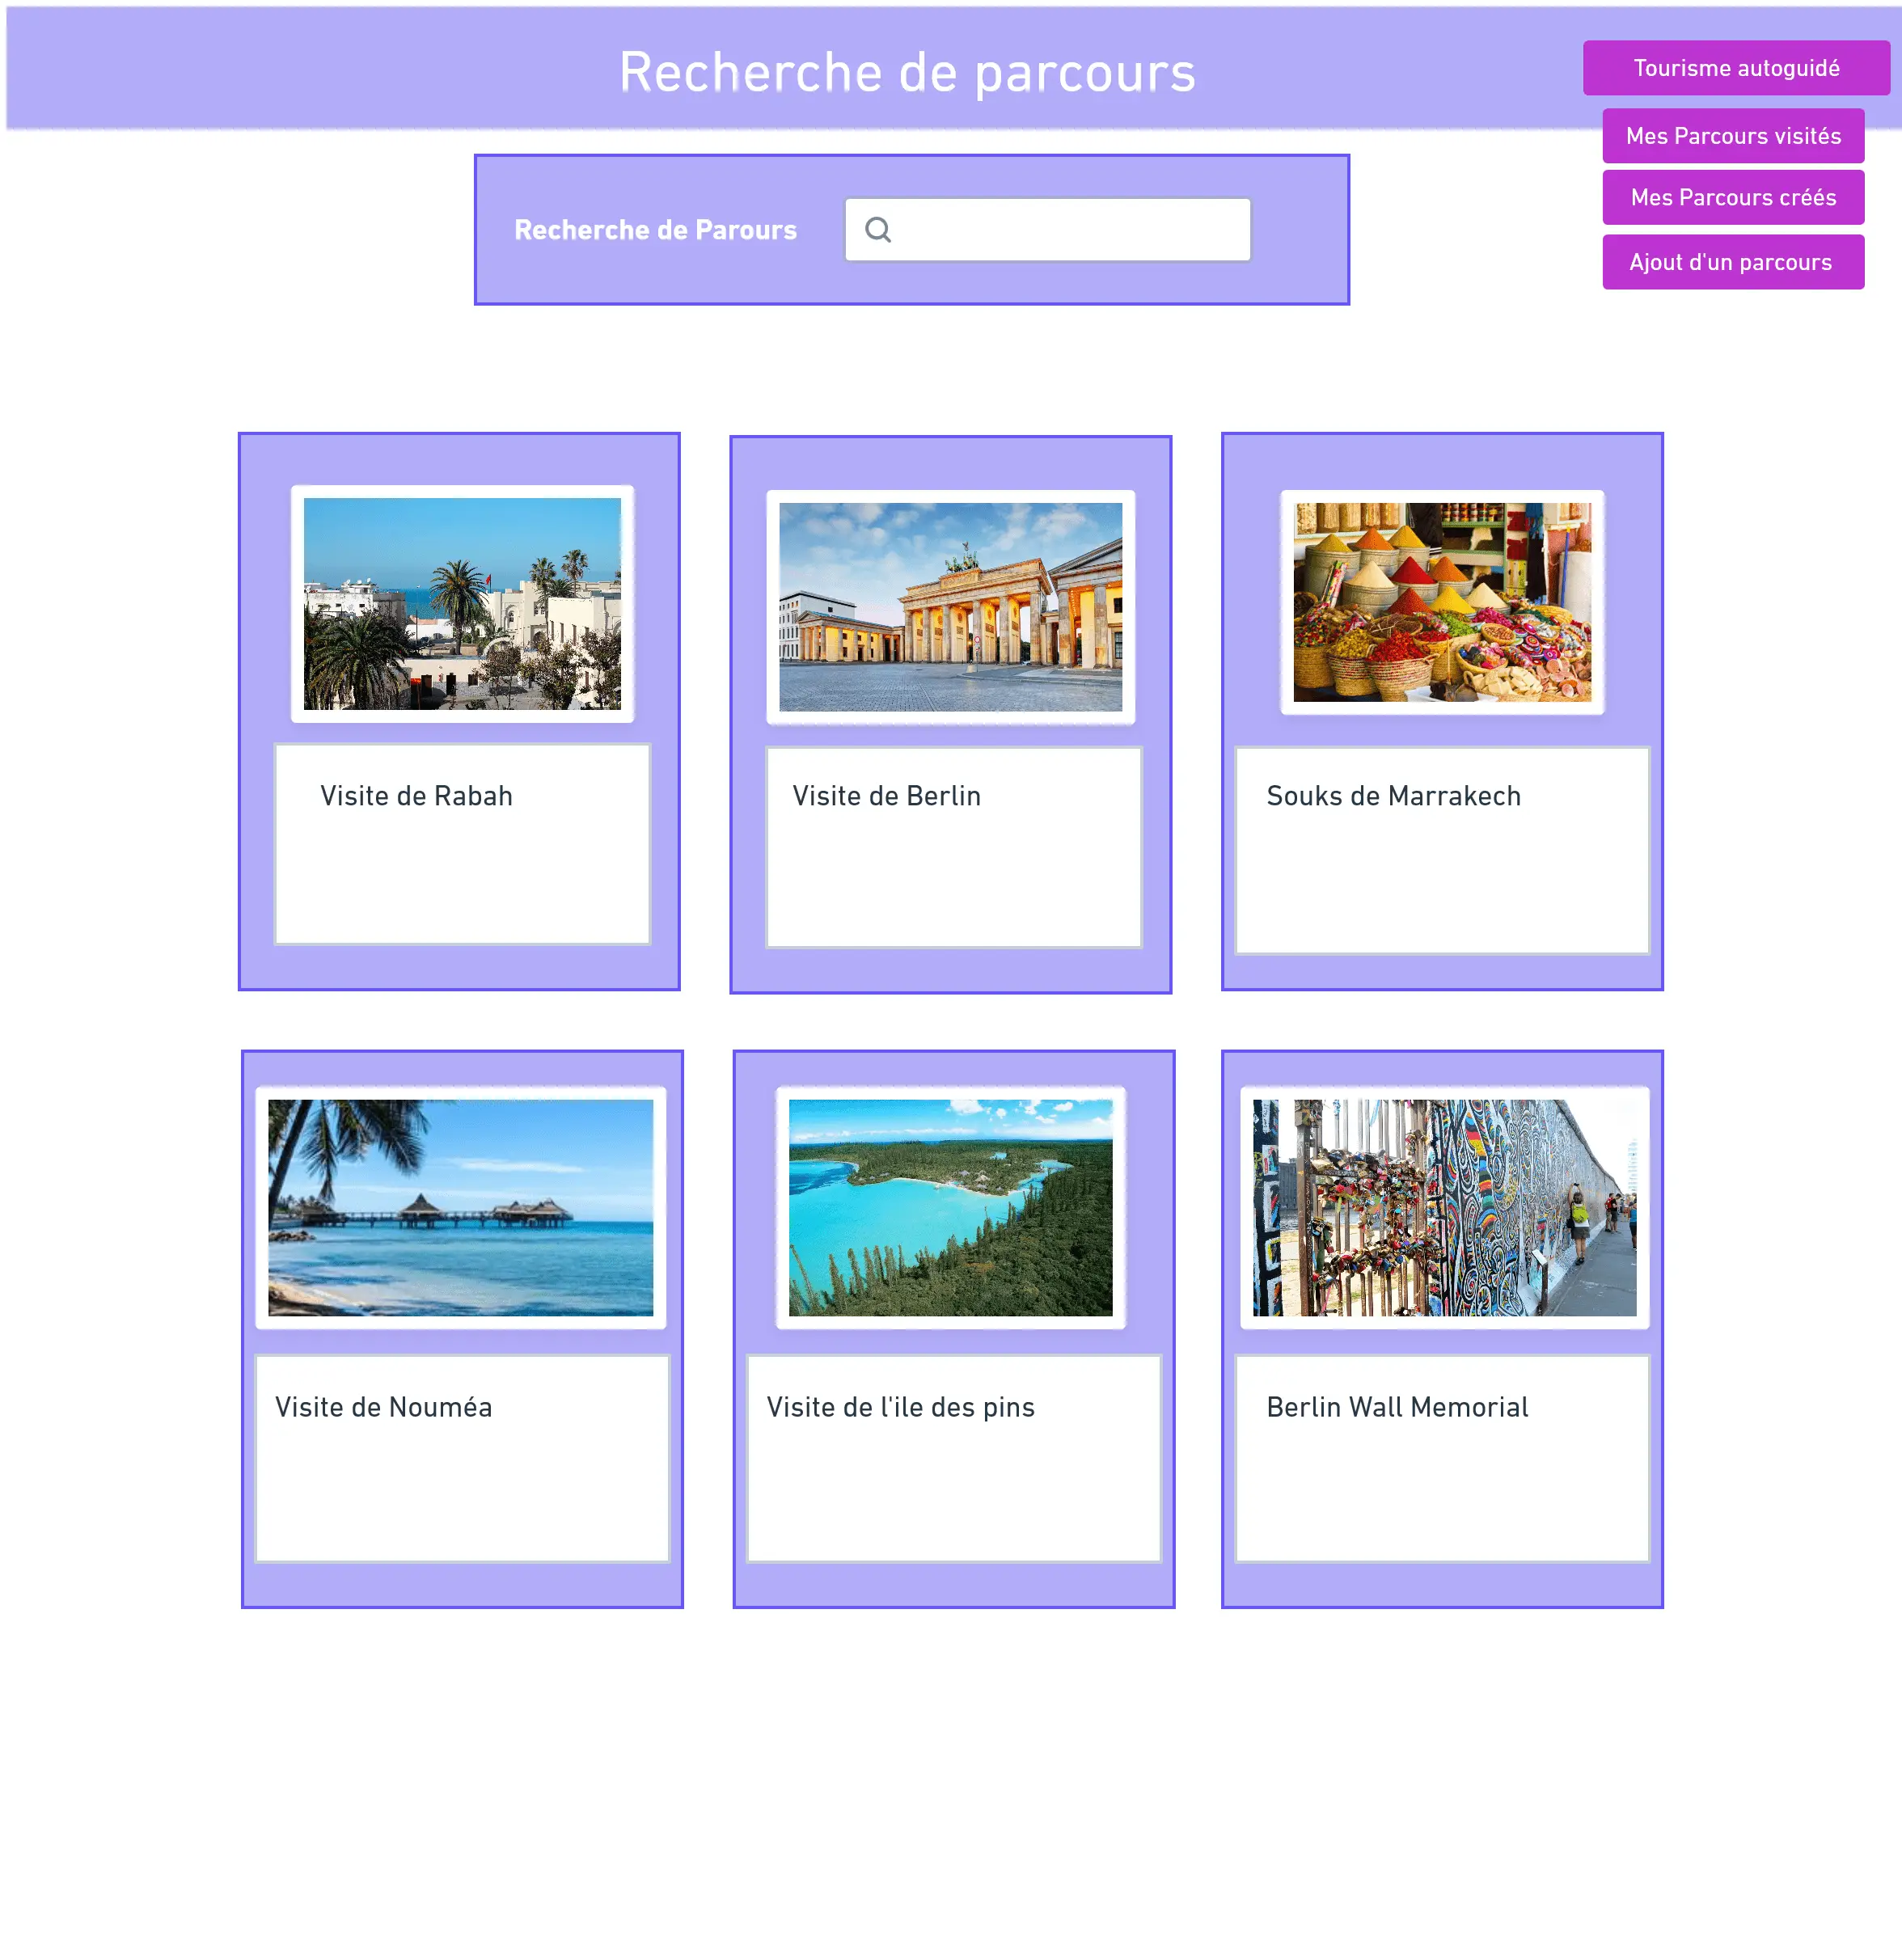 Recherche de parcours
Tourisme autoguidé
Mes Parcours visités
Mes Parcours créés
Ajout d'un parcours
Recherche de Parours
Visite de Rabah
Visite de Berlin
Souks de Marrakech
Visite de Nouméa
Visite de l'ile des pins
Berlin Wall Memorial